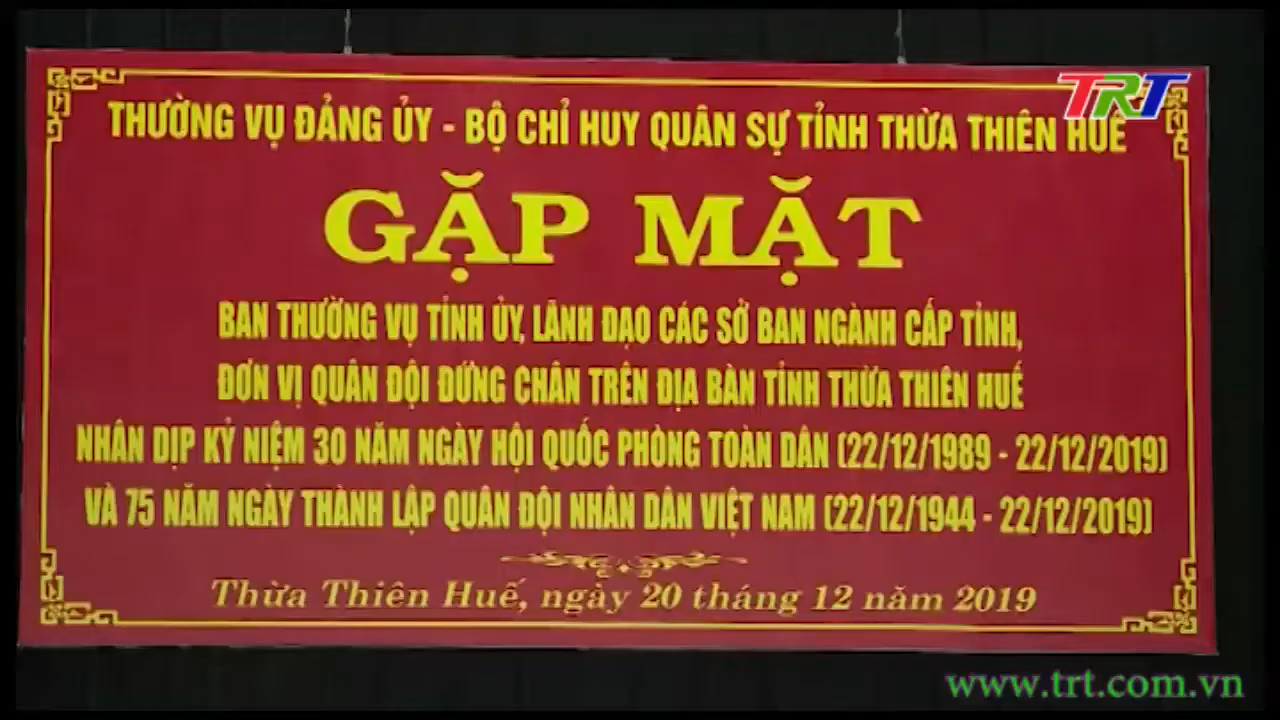 TRT
THƯỜNG VỤ ĐẢNG ỦY - BỘ CHỈ HUY QUÂN SỰ TỈNH THỪA THIÊN HUẾ
GẶP MẶT
BAN THƯỜNG VỤ TỈNH ỦY, LÃNH ĐẠO CÁC SỞ BAN NGÀNH CẤP TỈNH,
ĐƠN VỊ QUÂN ĐỘI ĐỨNG CHÂN TRÊN ĐỊA BÀN TỈNH THỪA THIÊN HUẾ
NHÂN DỊP KỶ NIỆM 30 NĂM NGÀY HỘI QUỐC PHÒNG TOÀN DÂN (22/12/1989 - 22/12/2019)
VÀ 75 NĂM NGÀY THÀNH LẬP QUÂN ĐỘI NHÂN DÂN VIỆT NAM (22/12/1944 - 22/12/2019)
Thừa Thiên Huế, ngày 20 tháng 12 năm 2019
www.trt.com.vn